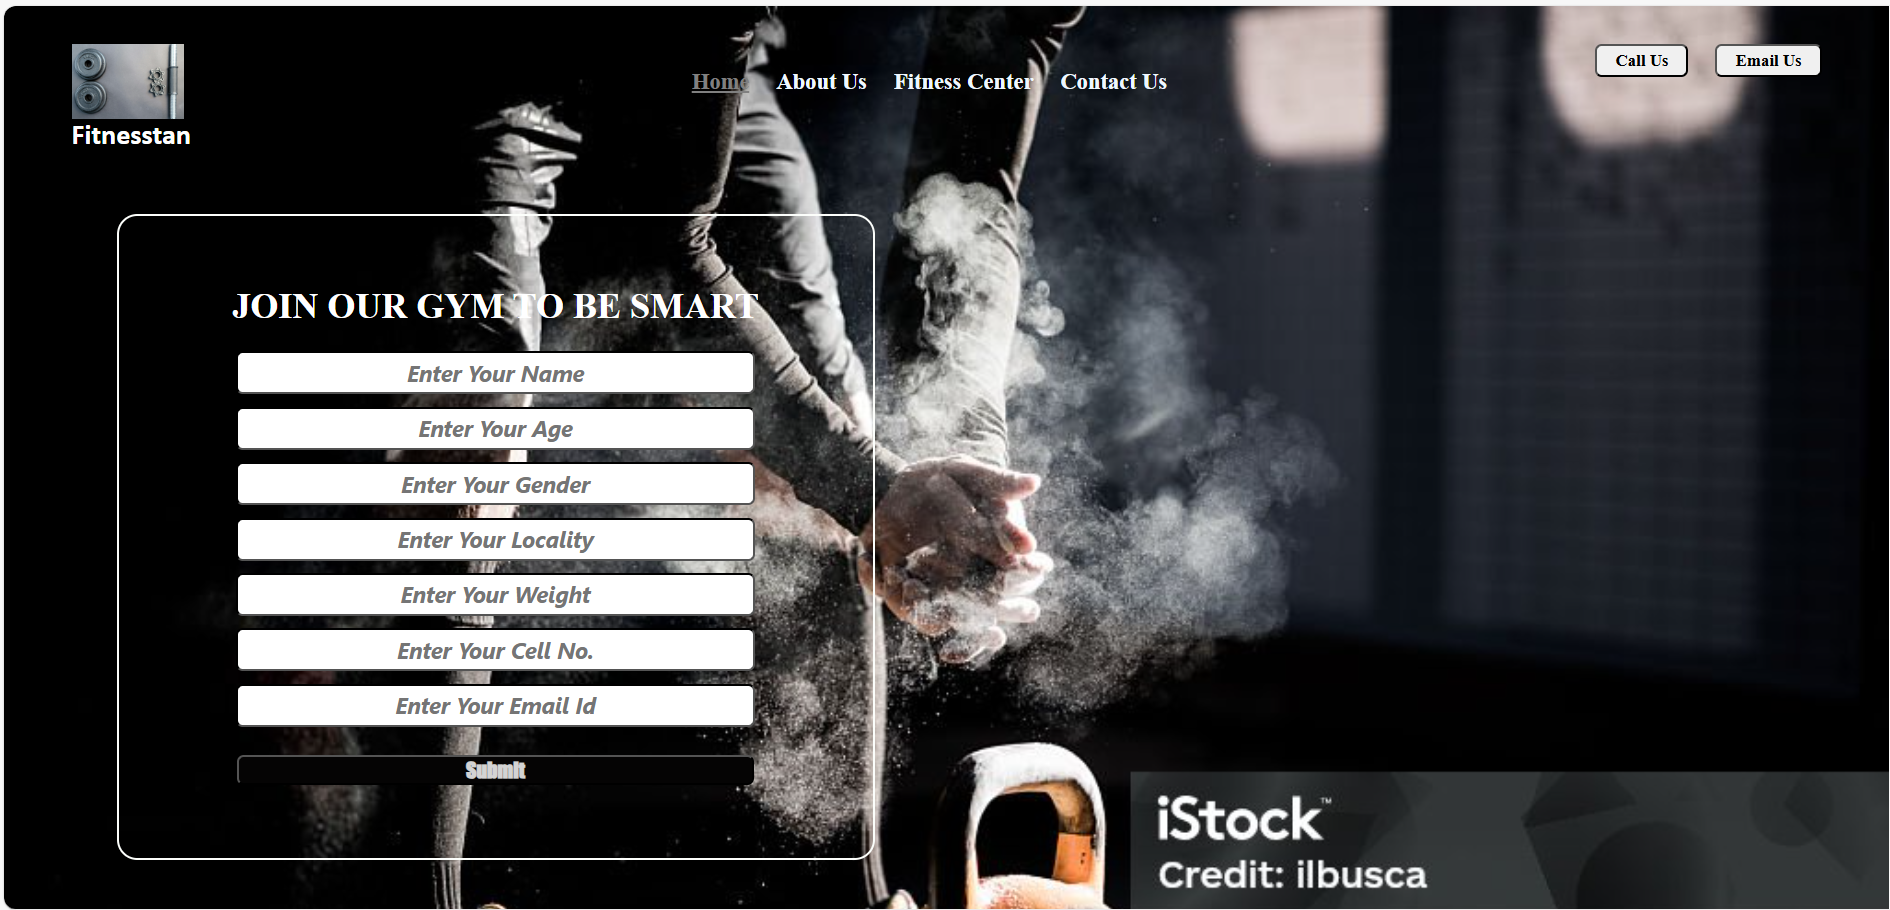 Fitnesstan
Home About Us Fitness Center Contact Us
Call Us Email Us
JOIN OUR GYM TO BE SMART
Enter Your Name
Enter Your Age
Enter Your Gender
Enter Your Locality
Enter Your Weight
Enter Your Cell No.
Enter Your Email Id
Submit
iStock™
Credit: ilbusca